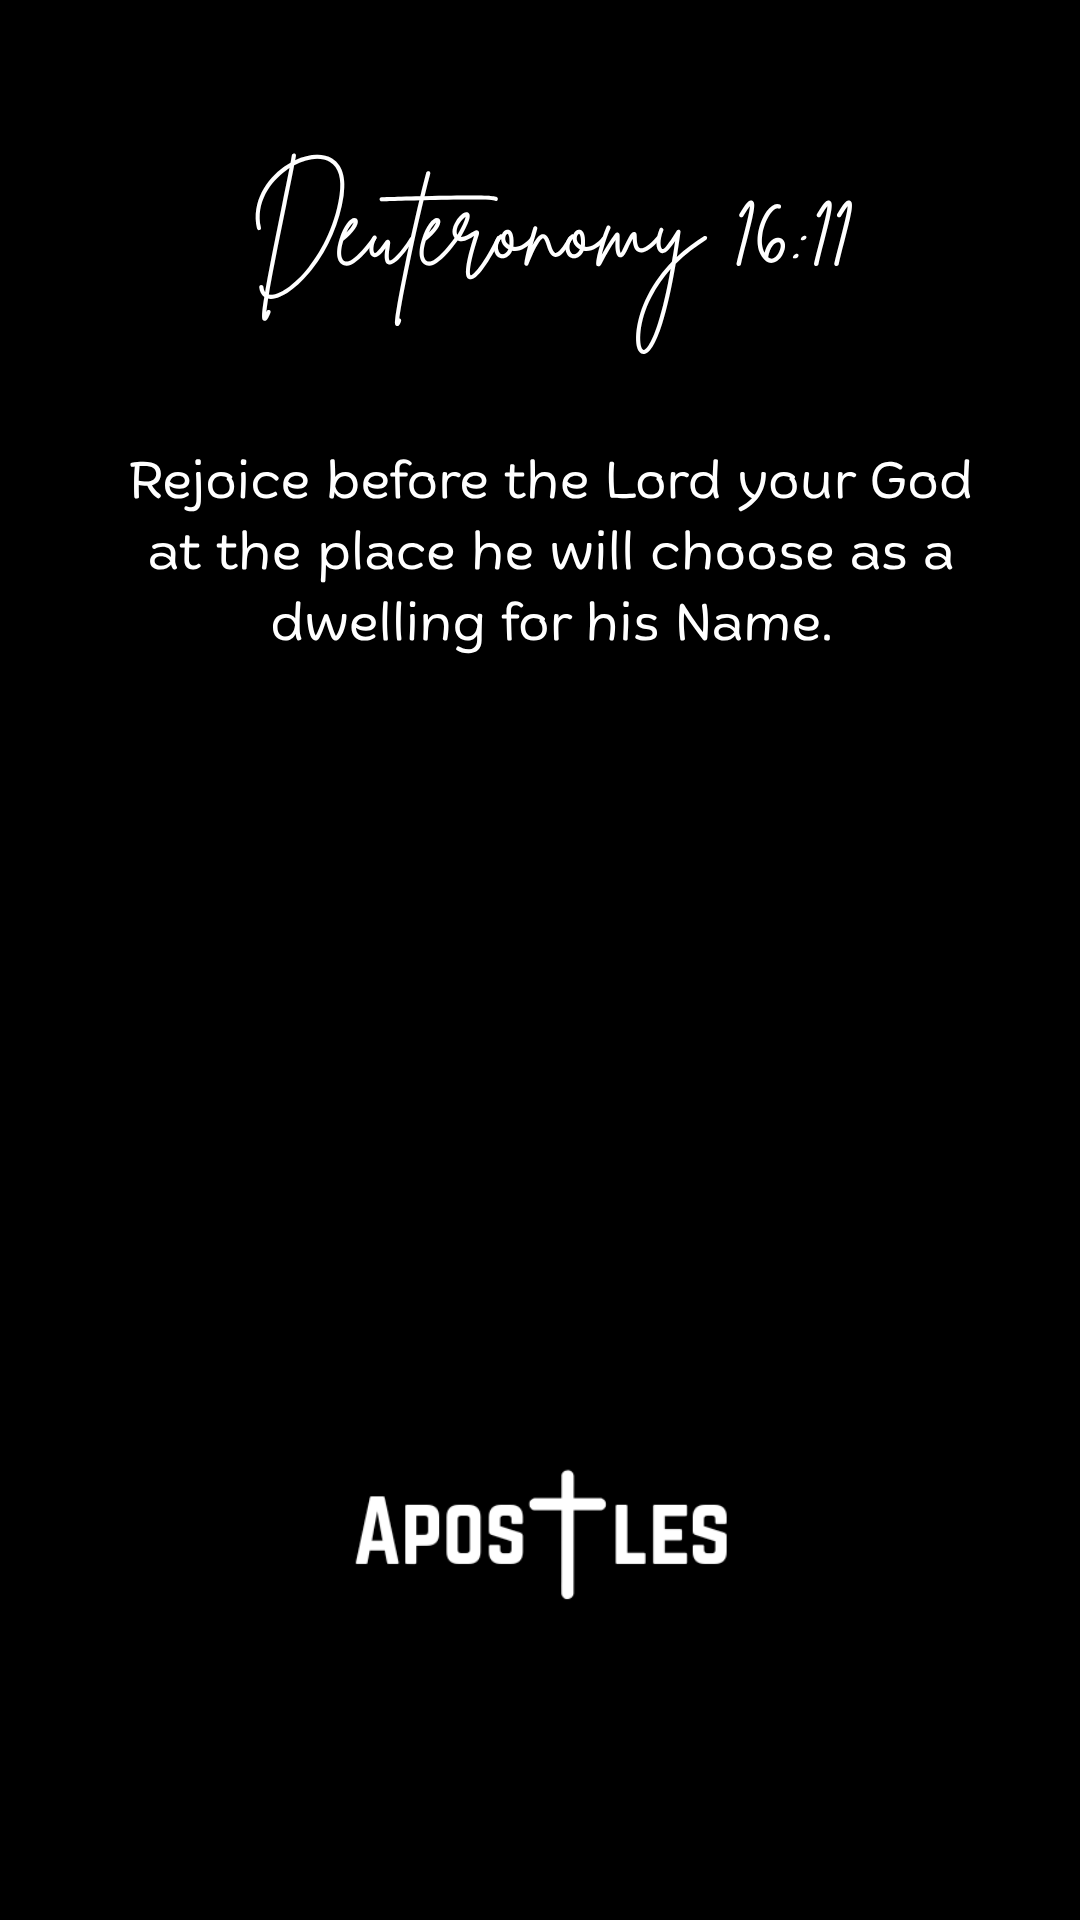 Deuteronomy 16:11
Rejoice before the Lord your God
at the place he will choose as a
dwelling for his Name.
APOSTLES